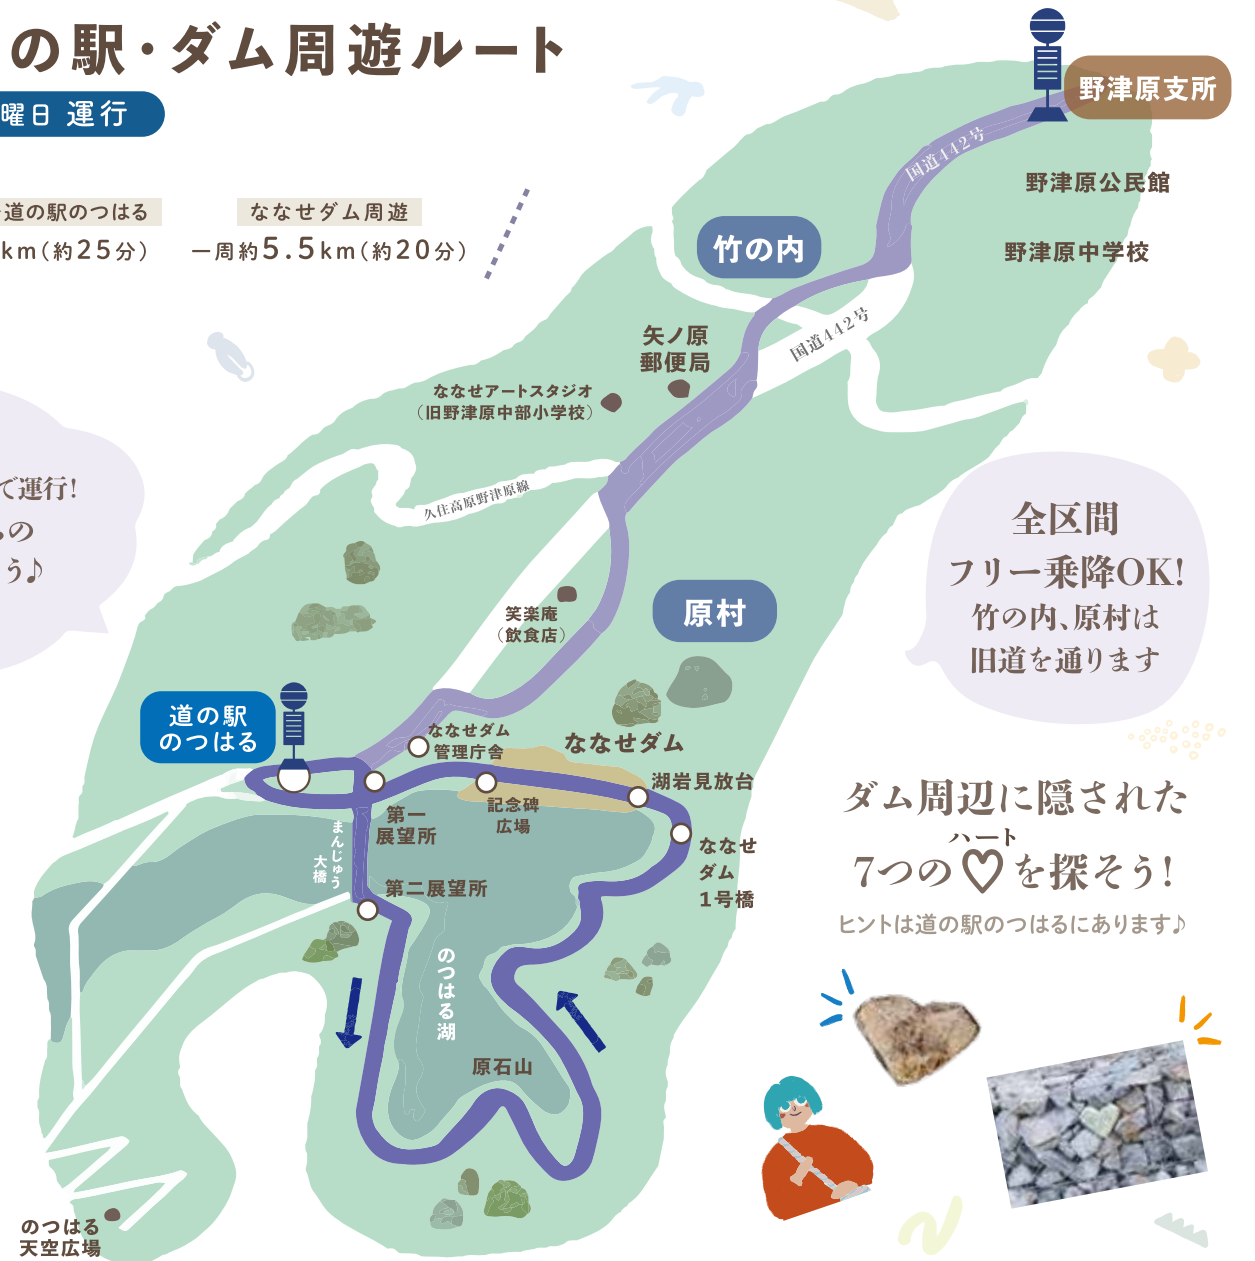 の駅・ダム周遊ルート
曜日 運行
道の駅のつはる
km(約25分)
ななせダム周遊
一周約5.5km(約20分)
野津原支所
国道442号
野津原公民館
野津原中学校
竹の内
国道442号
矢ノ原
郵便局
ななせアートスタジオ
(旧野津原中部小学校)
久住高原野津原線
で運行!
の
う♪
全区間
フリー乗降OK!
竹の内、原村は
旧道を通ります
笑楽庵
(飲食店)
原村
道の駅
のつはる
ななせダム
管理庁舎
ななせダム
湖岩見放台
記念碑
広場
第一
展望所
まんじゅう
大橋
第二展望所
ななせ
ダム
1号橋
のつはる湖
原石山
のつはる
天空広場
ダム周辺に隠された
ハート
7つの♡を探そう!
ヒントは道の駅のつはるにあります♪